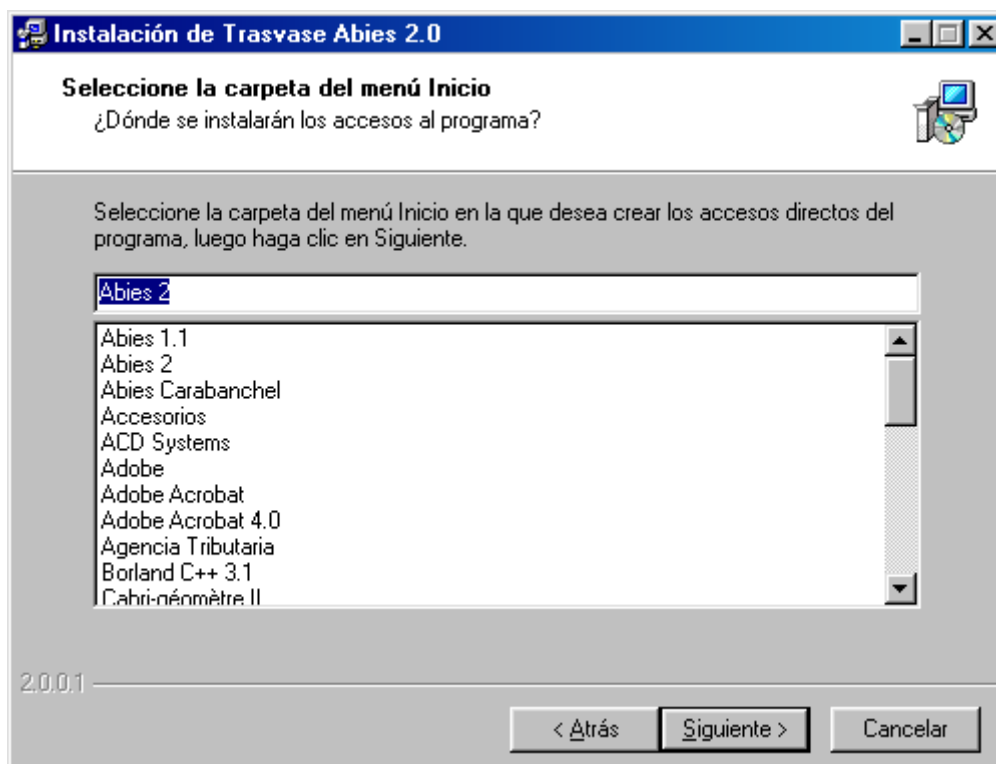 Instalación de Trasvase Abies 2.0
Seleccione la carpeta del menú Inicio
¿Dónde se instalarán los accesos al programa?
Seleccione la carpeta del menú Inicio en la que desea crear los accesos directos del
programa, luego haga clic en Siguiente.
Abies 2
Abies 1.1
Abies 2
Abies Carabanchel
Accesorios
ACD Systems
Adobe
Adobe Acrobat
Adobe Acrobat 4.0
Agencia Tributaria
Borland C++ 3.1
Cabri-géomètre II
2.0.0.1
< Atrás
Siguiente >
Cancelar